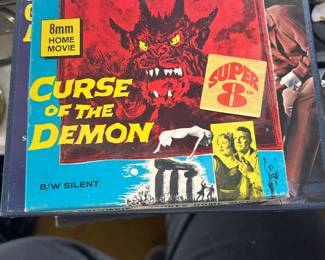 8mm
HOME
MOVIE
SUPER
8
CURSE
OF THE
DEMON
B/W SILENT